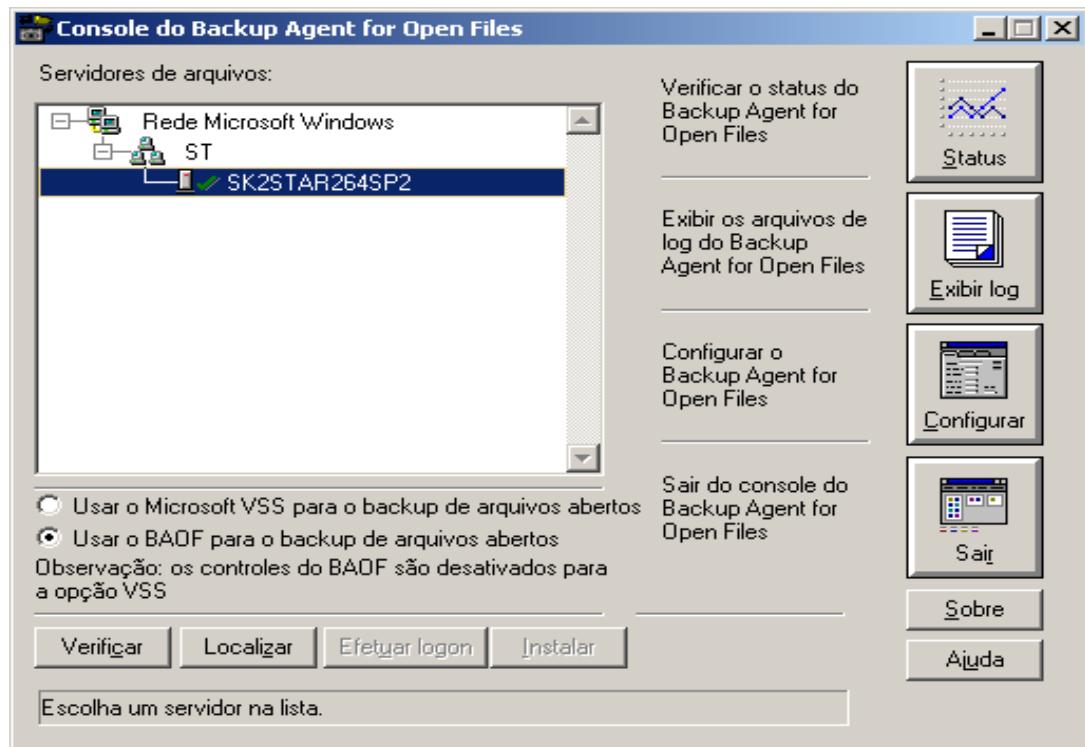 Console do Backup Agent for Open Files
Servidores de arquivos:
Rede Microsoft Windows
ST
SK2STAR264SP2
Verificar o status do
Backup Agent for
Open Files
Status
Exibir os arquivos de
log do Backup
Agent for Open Files
Exibir log
Configurar o
Backup Agent for
Open Files
Configurar
Sair do console do
Backup Agent for
Open Files
Sair
Usar o Microsoft VSS para o backup de arquivos abertos
Usar o BAOF para o backup de arquivos abertos
Observação: os controles do BAOF são desativados para
a opção VSS
Sobre
Verificar
Localizar
Efetuar logon
Instalar
Ajuda
Escolha um servidor na lista.